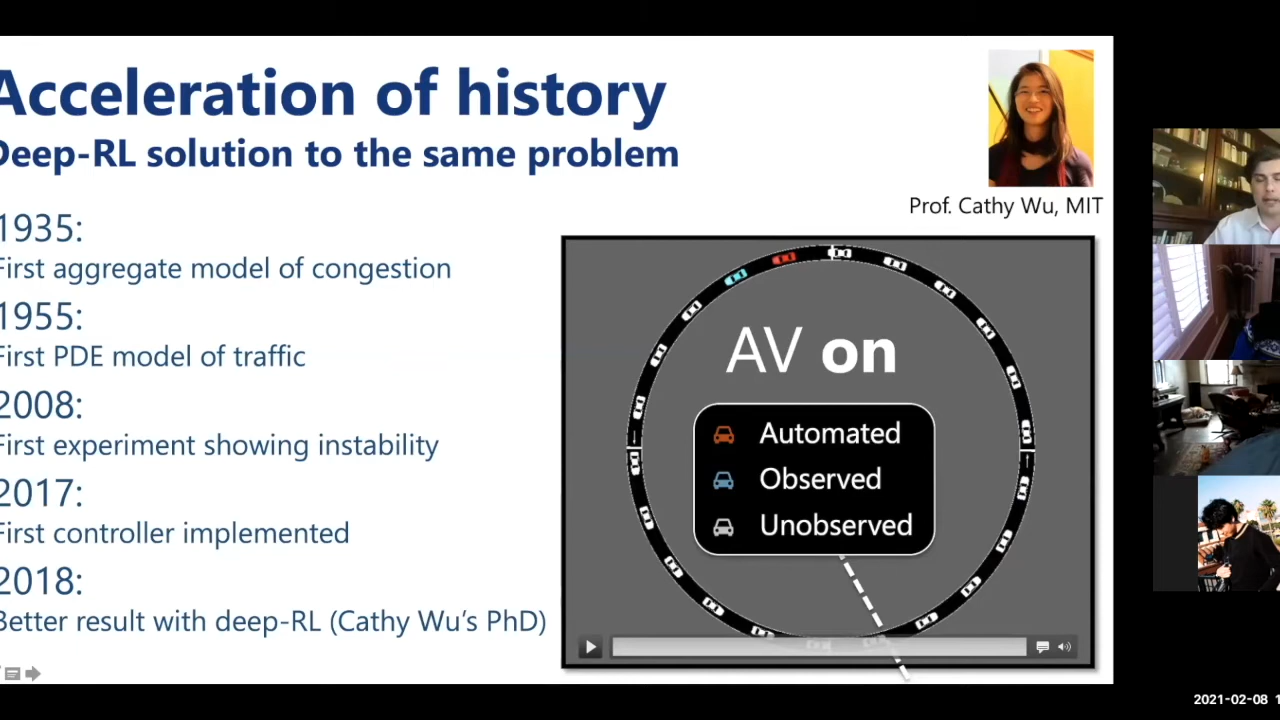 Acceleration of history
Deep-RL solution to the same problem
Prof. Cathy Wu, MIT
1935:
First aggregate model of congestion
1955:
First PDE model of traffic
2008:
First experiment showing instability
2017:
First controller implemented
2018:
Better result with deep-RL (Cathy Wu's PhD)
AV on
Automated
Observed
Unobserved
2021-02-08 1